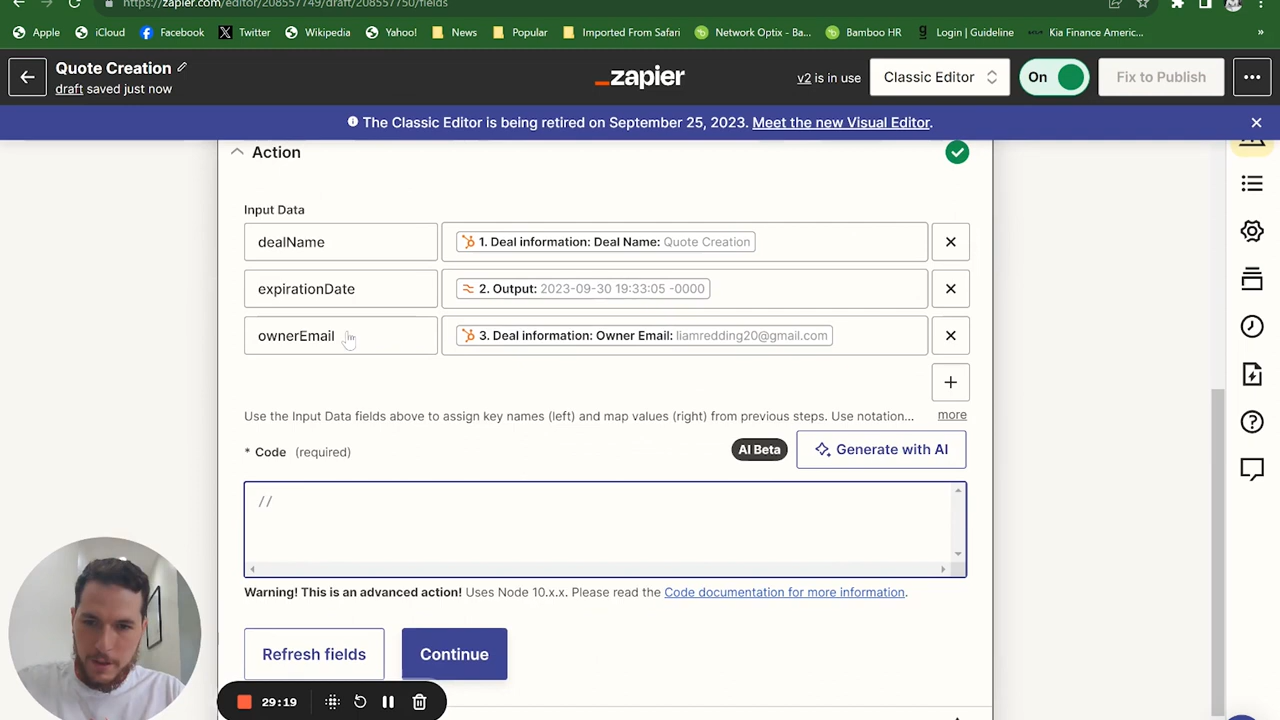 https://zapier.com/editor/208557749/draft/208557750/fields
Apple iCloud Facebook Twitter Wikipedia Yahoo! News Popular Imported From Safari Network Optix - Ba... Bamboo HR Login | Guideline Kia Finance Americ... »
Quote Creation
draft saved just now
_zapier
v2 is in use
Classic Editor
On
Fix to Publish
The Classic Editor is being retired on September 25, 2023. Meet the new Visual Editor.
Action
Input Data
dealName 1. Deal information: Deal Name: Quote Creation
expirationDate 2. Output: 2023-09-30 19:33:05 -0000
ownerEmail 3. Deal information: Owner Email: liamredding20@gmail.com
Use the Input Data fields above to assign key names (left) and map values (right) from previous steps. Use notation... more
* Code (required) AI Beta Generate with AI
//
Warning! This is an advanced action! Uses Node 10.x.x. Please read the Code documentation for more information.
Refresh fields Continue
29:19